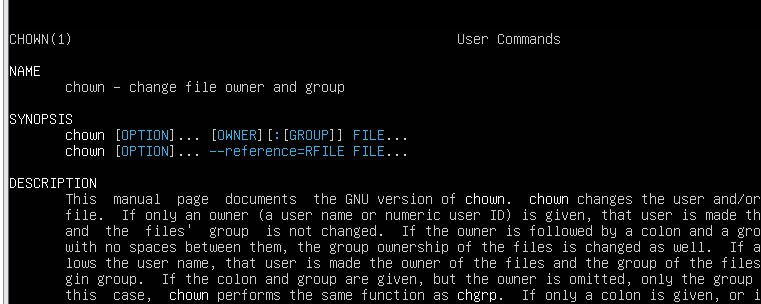 CHOWN(1) User Commands
NAME
chown - change file owner and group
SYNOPSIS
chown [OPTION]... [OWNER][:[GROUP]] FILE...
chown [OPTION]... --reference=RFILE FILE...
DESCRIPTION
This manual page documents the GNU version of chown. chown changes the user and/or
file. If only an owner (a user name or numeric user ID) is given, that user is made th
and the files' group is not changed. If the owner is followed by a colon and a gro
with no spaces between them, the group ownership of the files is changed as well. If a
lows the user name, that user is made the owner of the files and the group of the files
gin group. If the colon and group are given, but the owner is omitted, only the group
this case, chown performs the same function as chgrp. If only a colon is given, or i